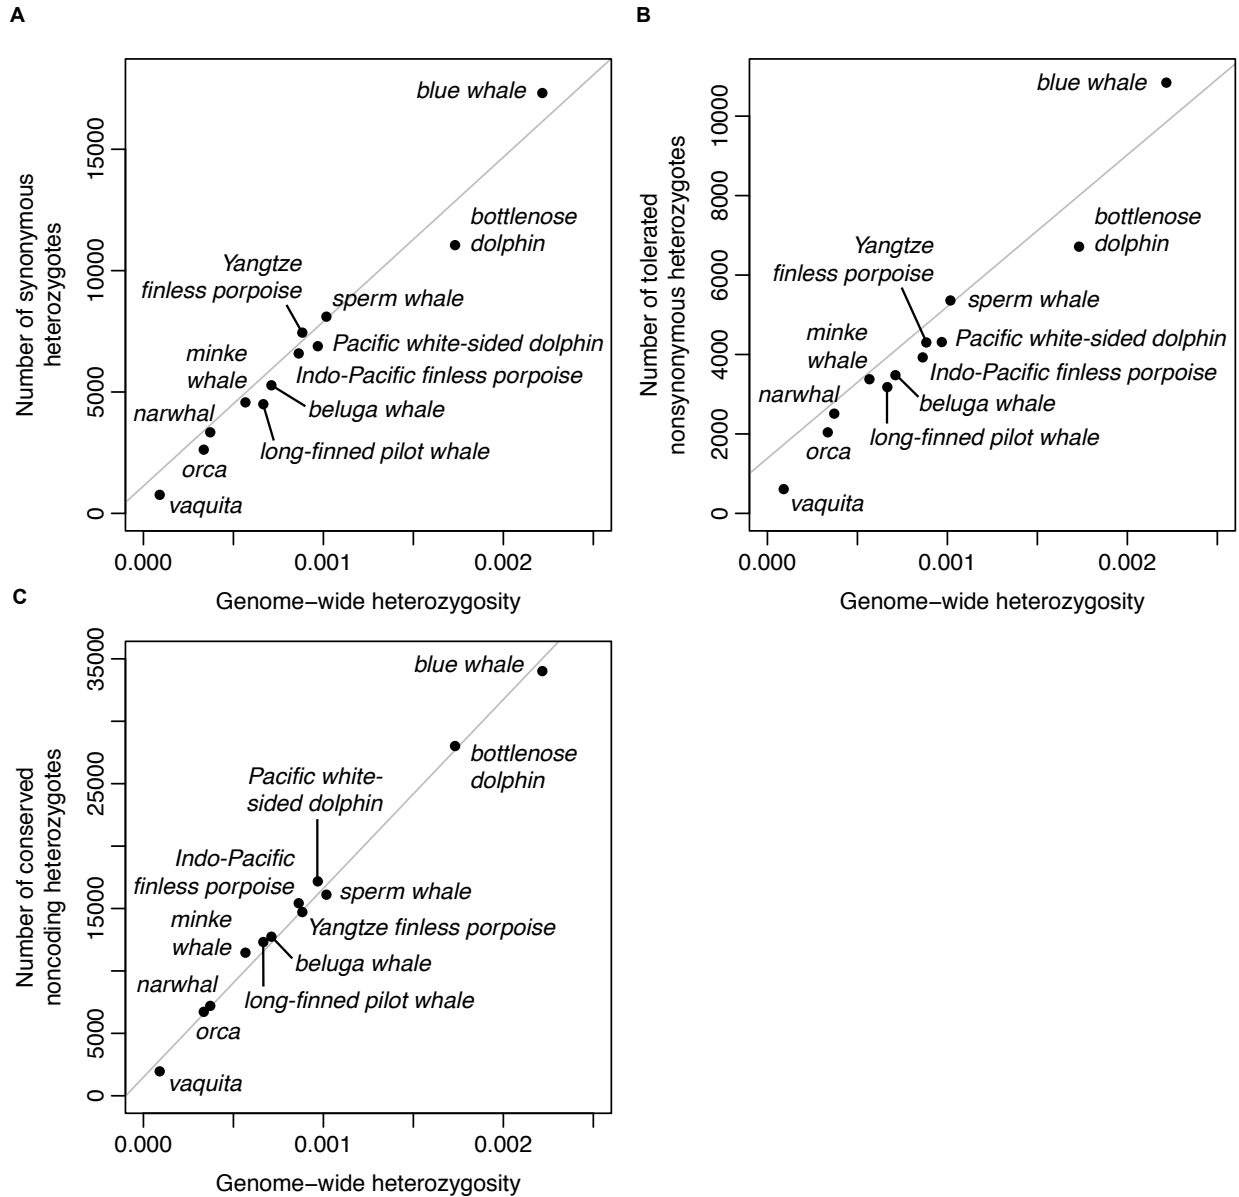 A
Number of synonymous
heterozygotes
15000
10000
5000
0
blue whale
bottlenose
dolphin
Yangtze
finless porpoise
sperm whale
Pacific white-sided dolphin
minke
whale
Indo-Pacific finless porpoise
beluga whale
narwhal
long-finned pilot whale
orca
vaquita
0.000
0.001
0.002
Genome−wide heterozygosity
B
Number of tolerated
nonsynonymous heterozygotes
10000
8000
6000
4000
2000
0
blue whale
bottlenose
dolphin
Yangtze
finless porpoise
sperm whale
minke
whale
Pacific white-sided dolphin
Indo-Pacific finless porpoise
narwhal
beluga whale
long-finned pilot whale
orca
vaquita
0.000
0.001
0.002
Genome−wide heterozygosity
C
Number of conserved
noncoding heterozygotes
35000
25000
15000
5000
0
blue whale
bottlenose
dolphin
Pacific white-
sided dolphin
Indo-Pacific
finless porpoise
sperm whale
minke
whale
Yangtze finless porpoise
beluga whale
narwhal
long-finned pilot whale
orca
vaquita
0.000
0.001
0.002
Genome−wide heterozygosity